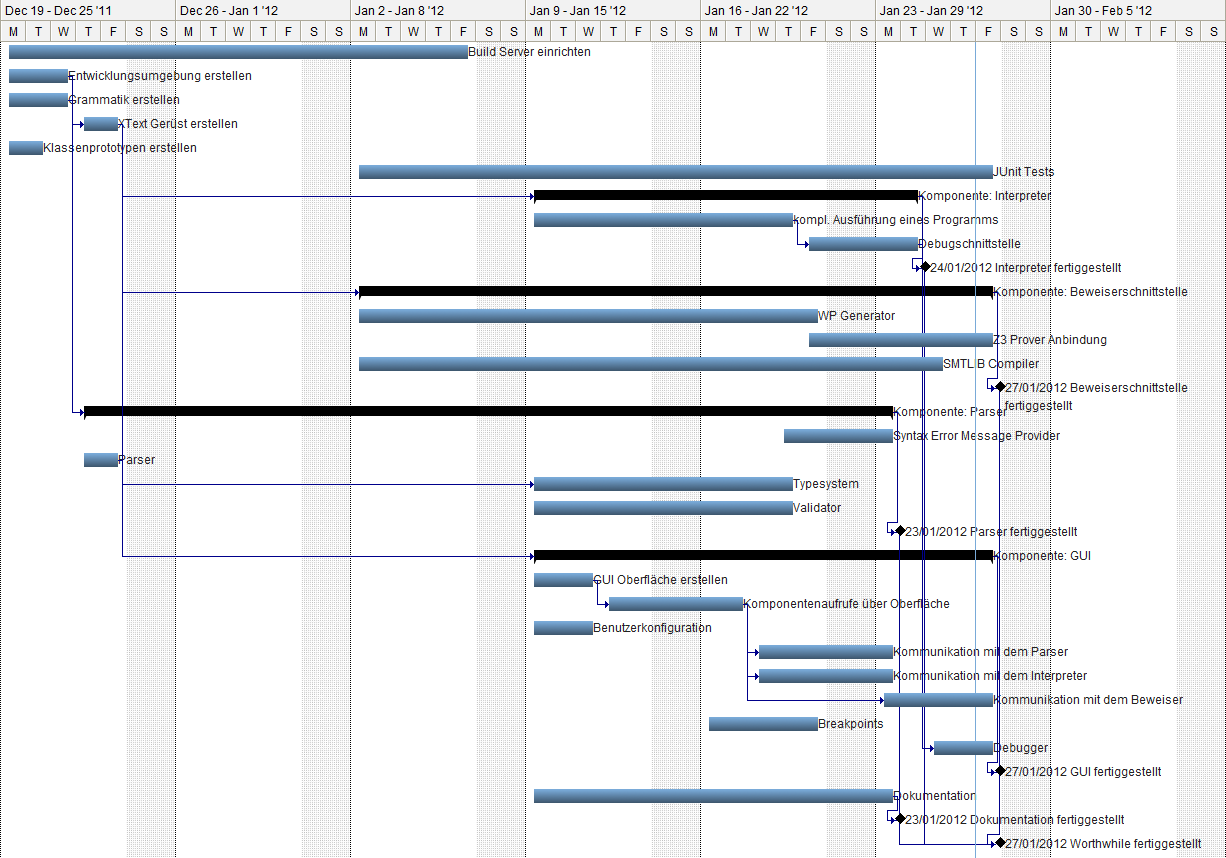 Dec 19 - Dec 25 '11 Dec 26 - Jan 1 '12 Jan 2 - Jan 8 '12 Jan 9 - Jan 15 '12 Jan 16 - Jan 22 '12 Jan 23 - Jan 29 '12 Jan 30 - Feb 5 '12
M T W T F S S M T W T F S S M T W T F S S M T W T F S S M T W T F S S M T W T F S S M T W T F S S
Build Server einrichten
Entwicklungsumgebung erstellen
Grammatik erstellen
XText Gerüst erstellen
Klassenprototypen erstellen
JUnit Tests
Komponente: Interpreter
kompl. Ausführung eines Programms
Debugschnittstelle
24/01/2012 Interpreter fertiggestellt
Komponente: Beweiserschnittstelle
WP Generator
Z3 Prover Anbindung
SMTLIB Compiler
27/01/2012 Beweiserschnittstelle
fertiggestellt
Komponente: Parser
Syntax Error Message Provider
Parser
Typesystem
Validator
23/01/2012 Parser fertiggestellt
Komponente: GUI
GUI Oberfläche erstellen
Komponentenaufrufe über Oberfläche
Benutzerkonfiguration
Kommunikation mit dem Parser
Kommunikation mit dem Interpreter
Kommunikation mit dem Beweiser
Breakpoints
Debugger
27/01/2012 GUI fertiggestellt
Dokumentation
23/01/2012 Dokumentation fertiggestellt
27/01/2012 Worthwhile fertiggestellt